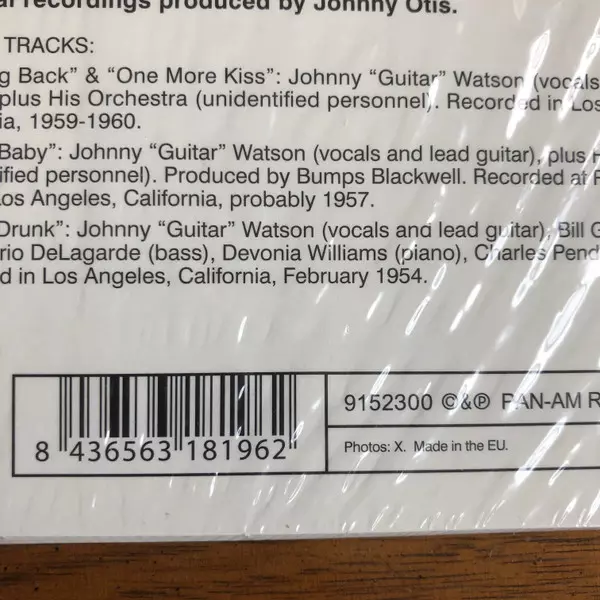 recordings produced by Johnny Otis.
TRACKS:
g Back” & “One More Kiss”: Johnny “Guitar” Watson (vocals
plus His Orchestra (unidentified personnel). Recorded in Los
ia, 1959-1960.
Baby”: Johnny “Guitar” Watson (vocals and lead guitar), plus H
ified personnel). Produced by Bumps Blackwell. Recorded at R
Los Angeles, California, probably 1957.
Drunk”: Johnny “Guitar” Watson (vocals and lead guitar), Bill G
rio DeLagarde (bass), Devonia Williams (piano), Charles Pend
d in Los Angeles, California, February 1954.
8 436563 181962
9152300 ©&℗ PAN-AM R
Photos: X. Made in the EU.